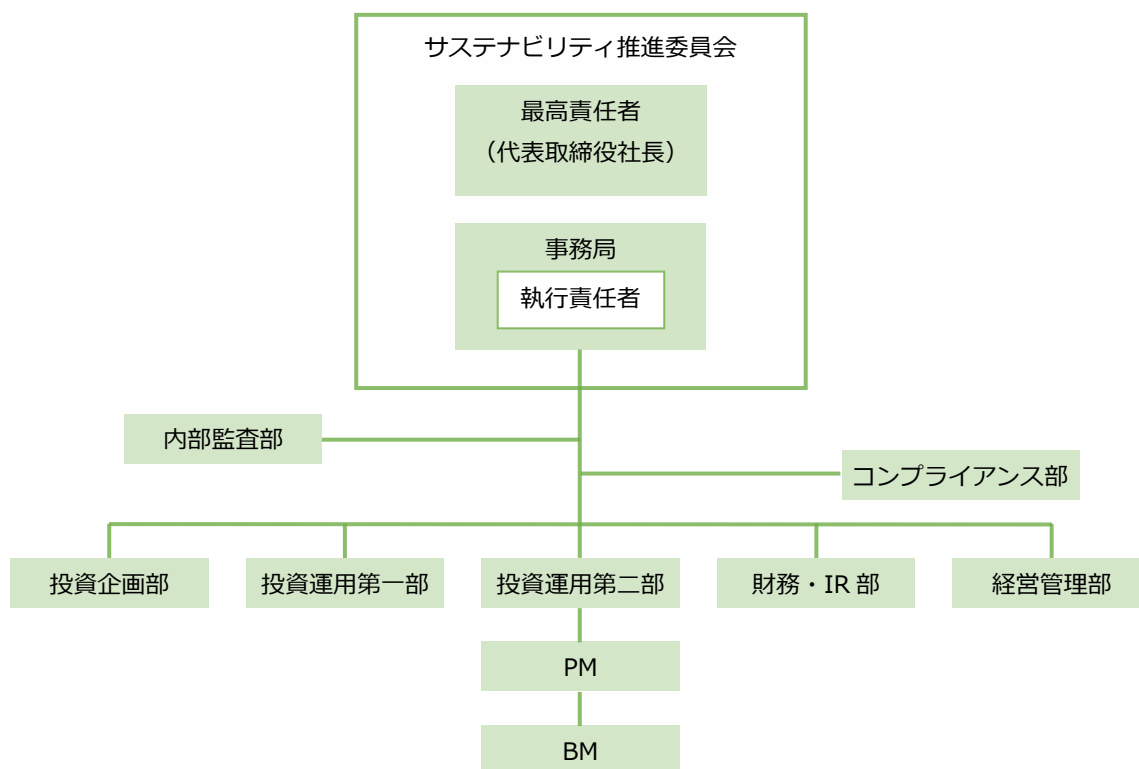 サステナビリティ推進委員会
最高責任者
（代表取締役社長）
事務局
執行責任者
内部監査部
コンプライアンス部
投資企画部
投資運用第一部
投資運用第二部
財務・IR 部
経営管理部
PM
BM